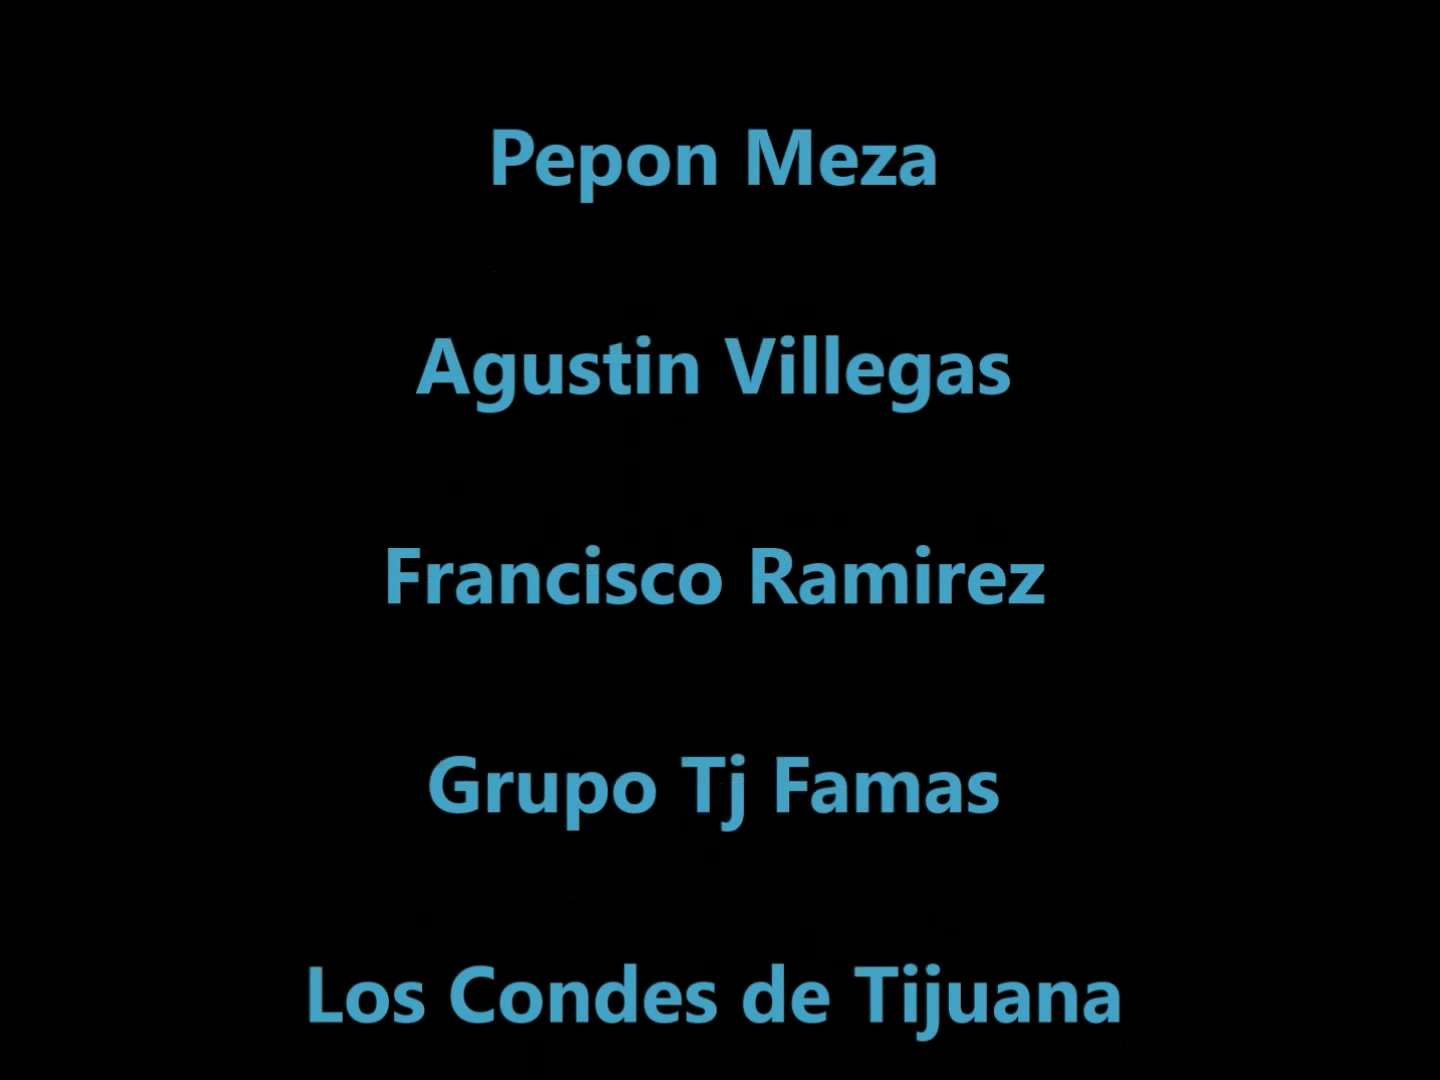 Pepon Meza
Agustin Villegas
Francisco Ramirez
Grupo Tj Famas
Los Condes de Tijuana